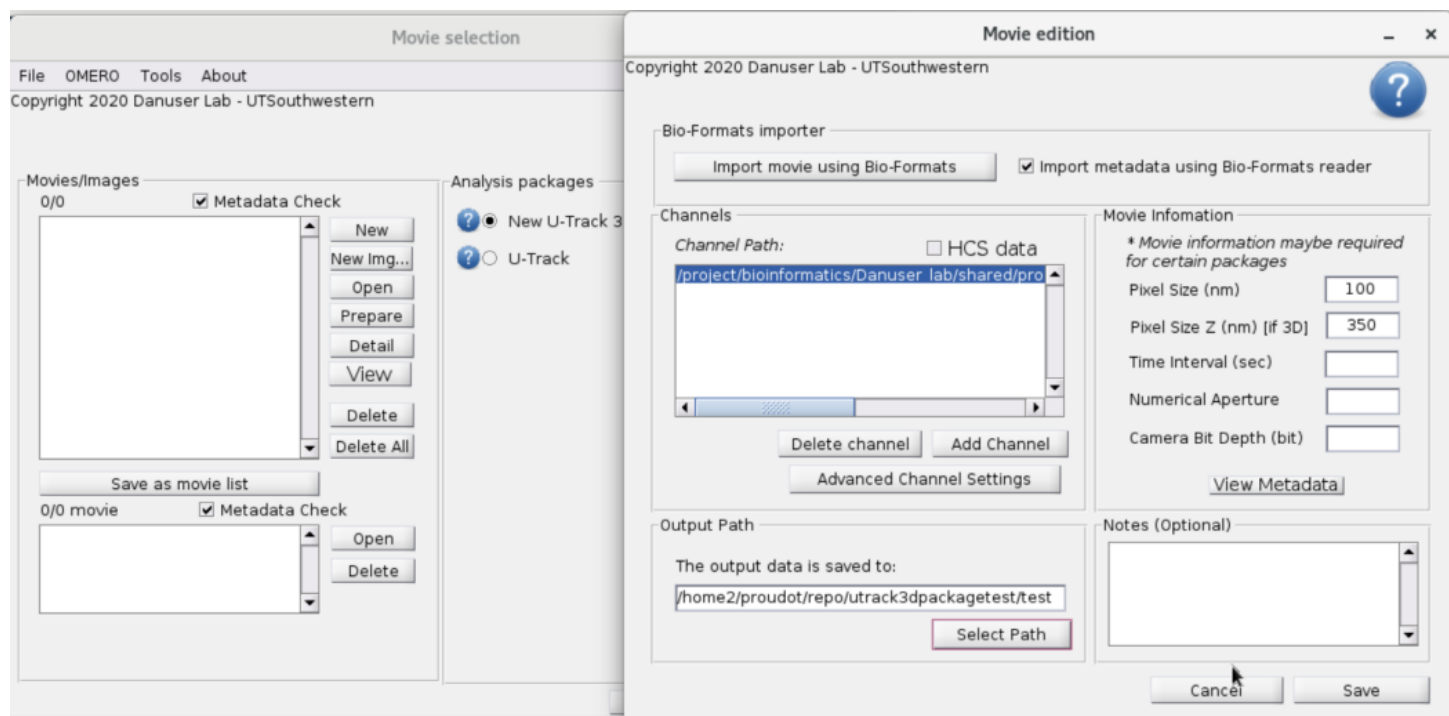 Movie selection
File OMERO Tools About
Copyright 2020 Danuser Lab - UTSouthwestern
Movies/Images
0/0
Metadata Check
New
New Img...
Open
Prepare
Detail
View
Delete
Delete All
Save as movie list
0/0 movie
Metadata Check
Open
Delete
Analysis packages
? New U-Track 3
? U-Track
Movie edition
Copyright 2020 Danuser Lab - UTSouthwestern
?
Bio-Formats importer
Import movie using Bio-Formats
Import metadata using Bio-Formats reader
Channels
Channel Path:
HCS data
/project/bioinformatics/Danuser_lab/shared/pro
Delete channel
Add Channel
Advanced Channel Settings
Movie Infomation
* Movie information maybe required
for certain packages
Pixel Size (nm) 100
Pixel Size Z (nm) [if 3D] 350
Time Interval (sec)
Numerical Aperture
Camera Bit Depth (bit)
View Metadata
Output Path
The output data is saved to:
/home2/proudot/repo/utrack3dpackagetest/test
Select Path
Notes (Optional)
Cancel
Save